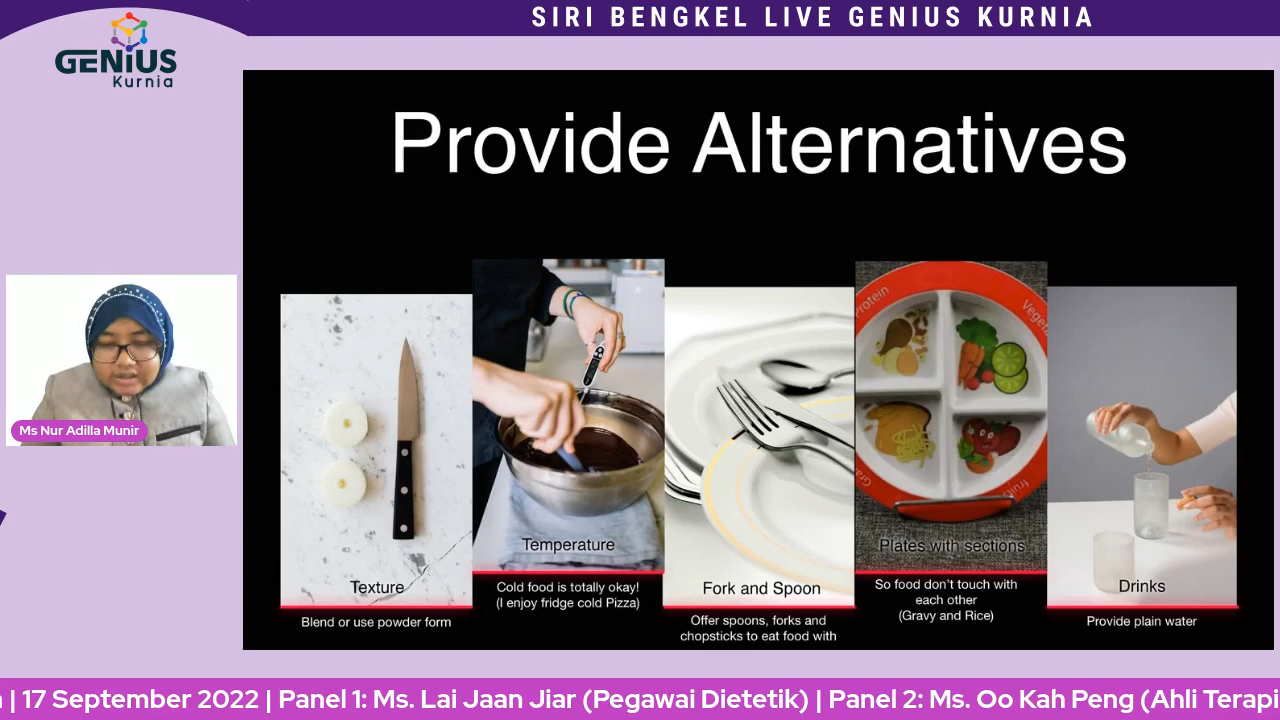 SIRI BENGKEL LIVE GENIUS KURNIA
GENIUS
Kurnia
Provide Alternatives
Ms Nur Adilla Munir
Texture
Blend or use powder form
Temperature
Cold food is totally okay!
(I enjoy fridge cold Pizza)
Fork and Spoon
Offer spoons, forks and
chopsticks to eat food with
Protein
Plates with sections
So food don't touch with
each other
(Gravy and Rice)
Drinks
Provide plain water
| 17 September 2022 | Panel 1: Ms. Lai Jaan Jiar (Pegawai Dietetik) | Panel 2: Ms. Oo Kah Peng (Ahli Terapi